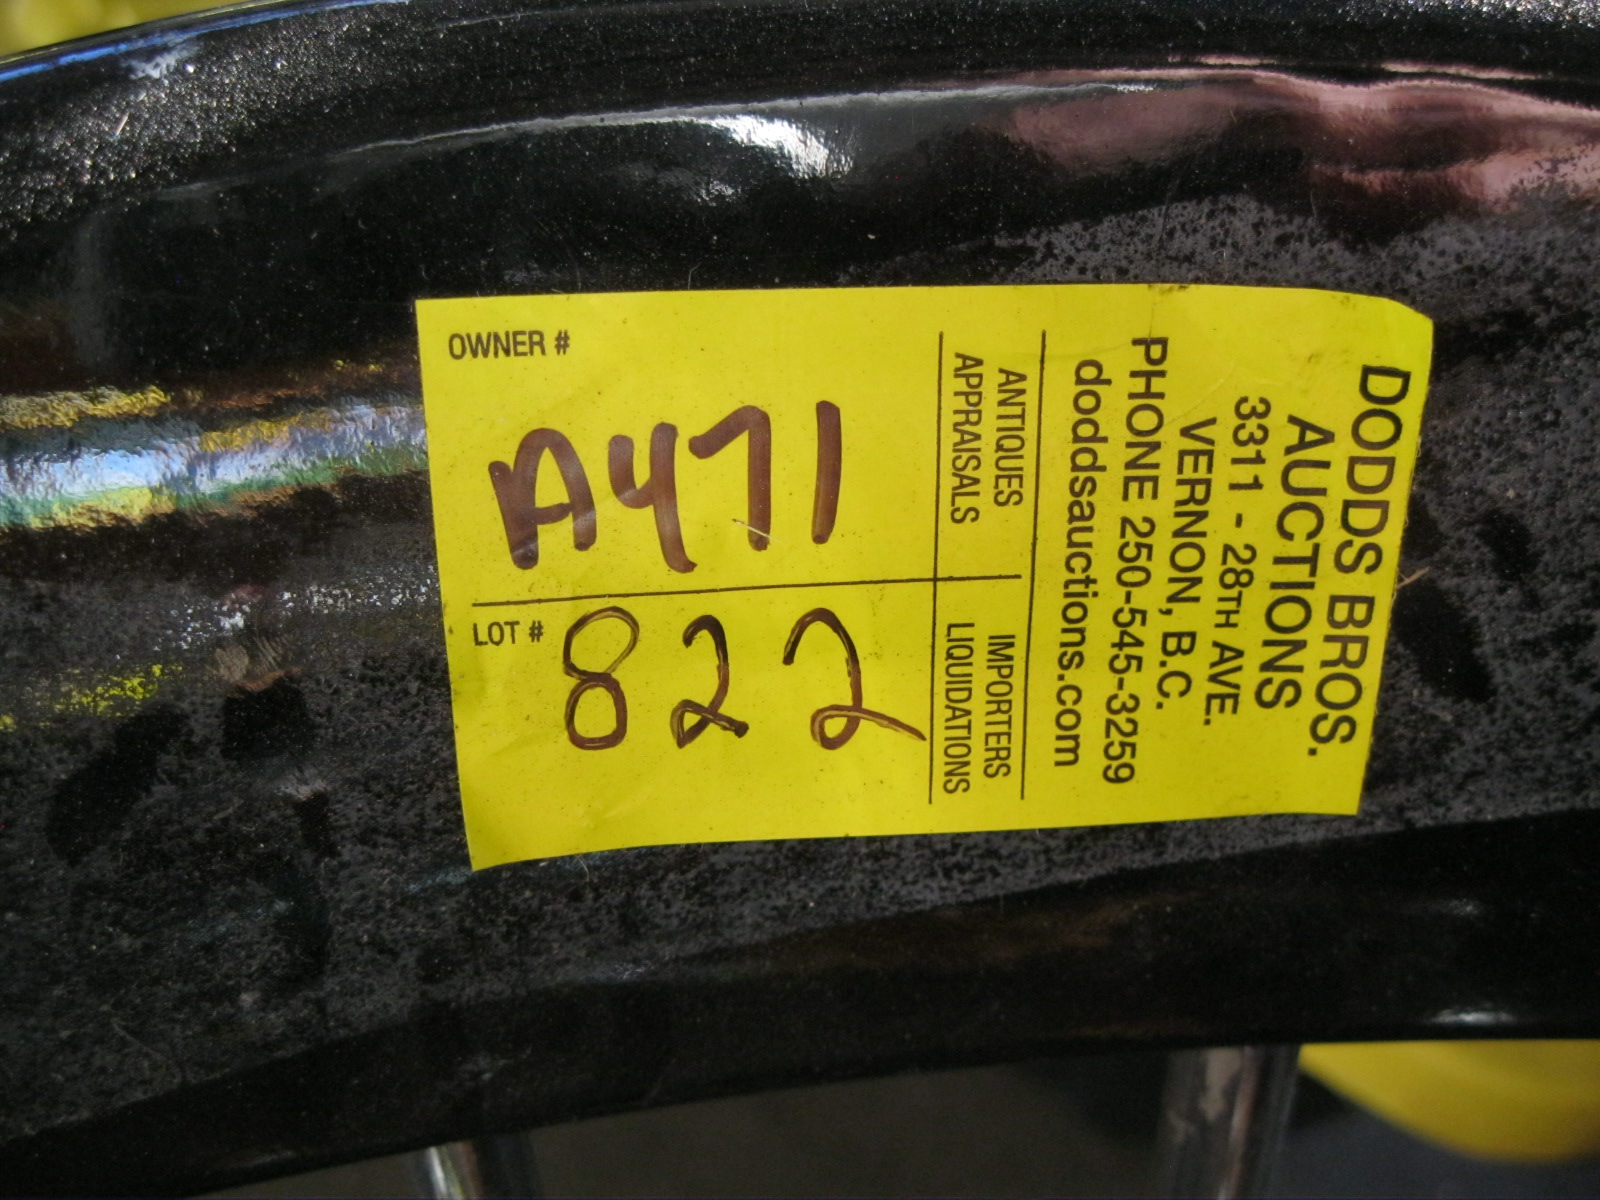 DODDS BROS.
AUCTIONS
3311 - 28TH AVE.
VERNON, B.C.
PHONE 250-545-3259
doddsauctions.com
ANTIQUES
APPRAISALS
IMPORTERS
LIQUIDATIONS
OWNER #
A471
LOT #
822